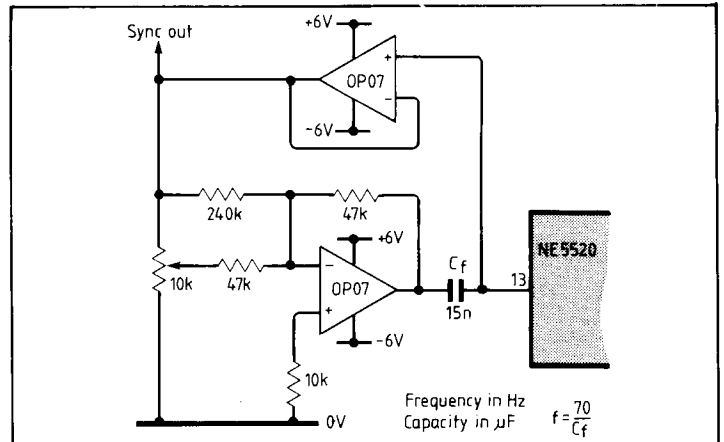 Sync out
+6V
+
OP07
−
-6V
240k
47k
+6V
NE5520
10k
47k
−
OP07
+
Cf
15n
13
-6V
10k
0V
Frequency in Hz
Capacity in µF
f = 70/Cf